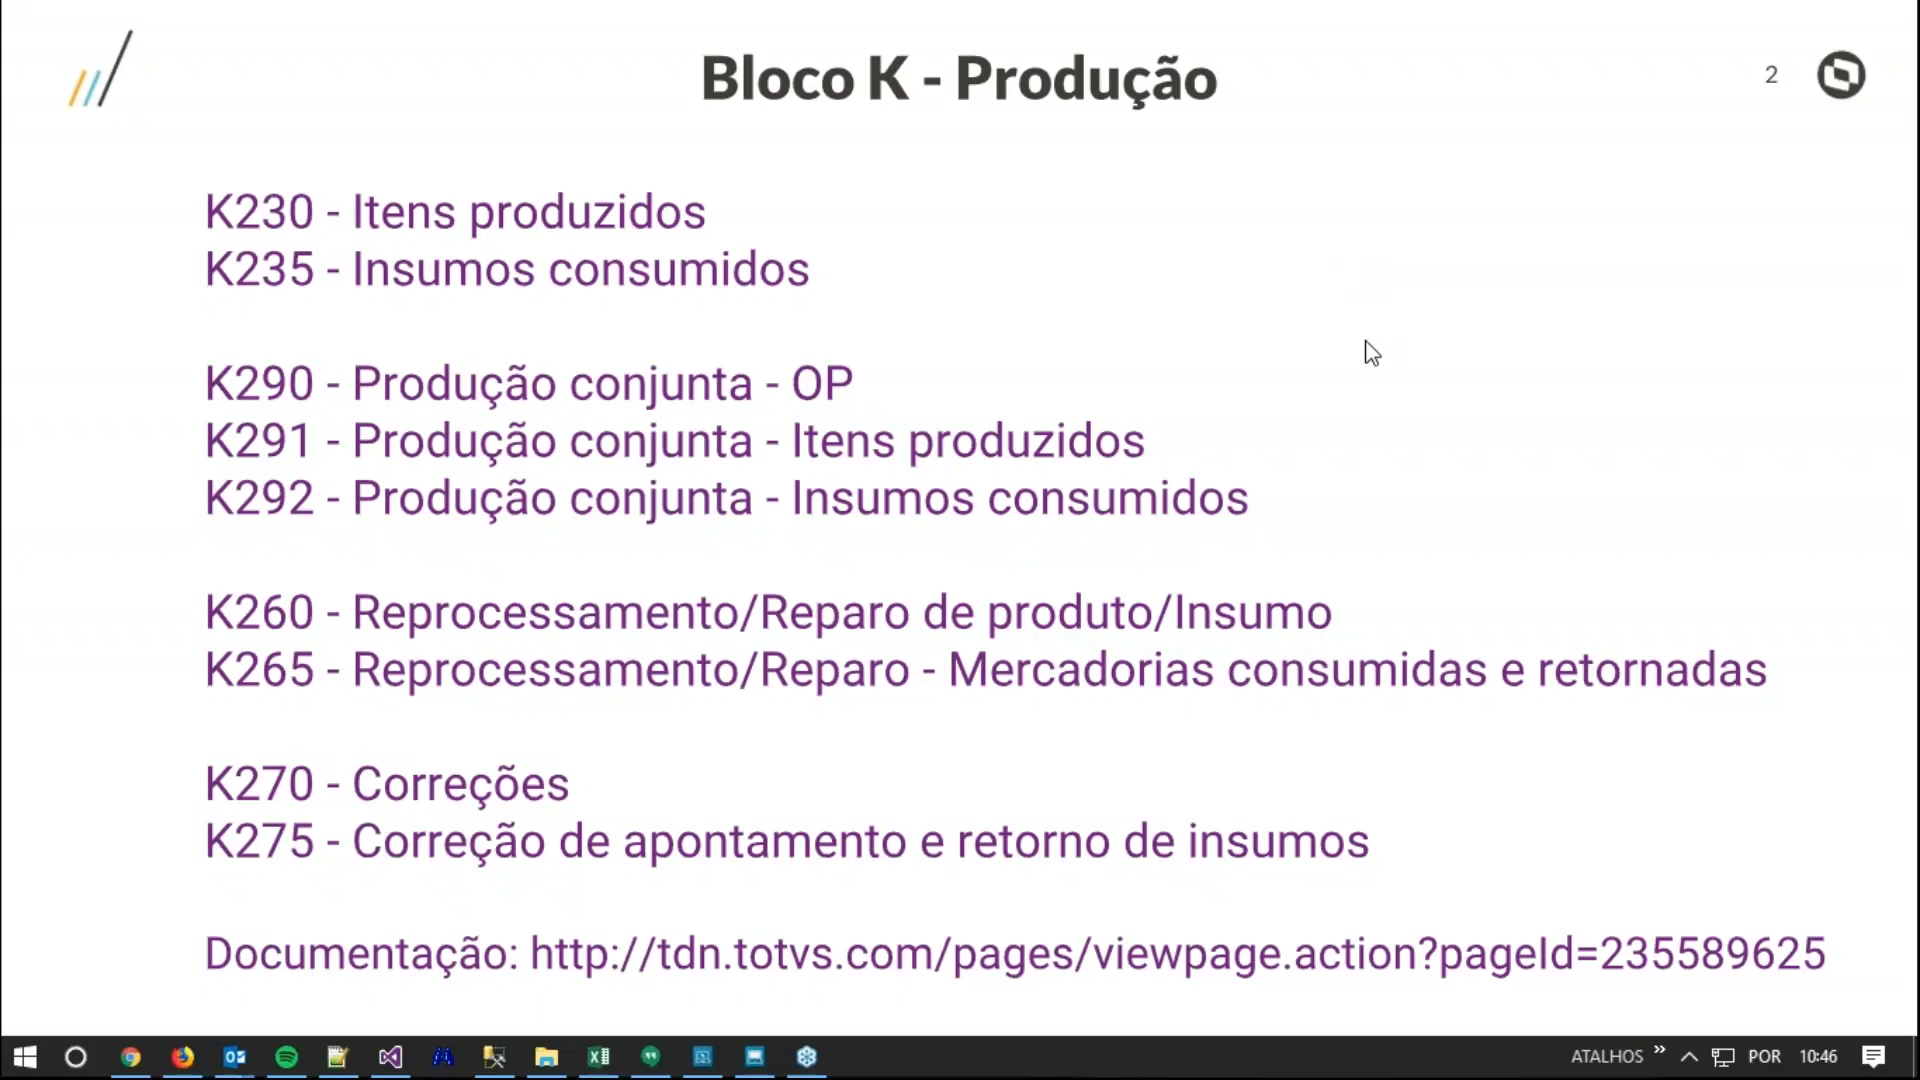 Bloco K - Produção
2
K230 - Itens produzidos
K235 - Insumos consumidos
K290 - Produção conjunta - OP
K291 - Produção conjunta - Itens produzidos
K292 - Produção conjunta - Insumos consumidos
K260 - Reprocessamento/Reparo de produto/Insumo
K265 - Reprocessamento/Reparo - Mercadorias consumidas e retornadas
K270 - Correções
K275 - Correção de apontamento e retorno de insumos
Documentação: http://tdn.totvs.com/pages/viewpage.action?pageId=235589625
ATALHOS » POR 10:46